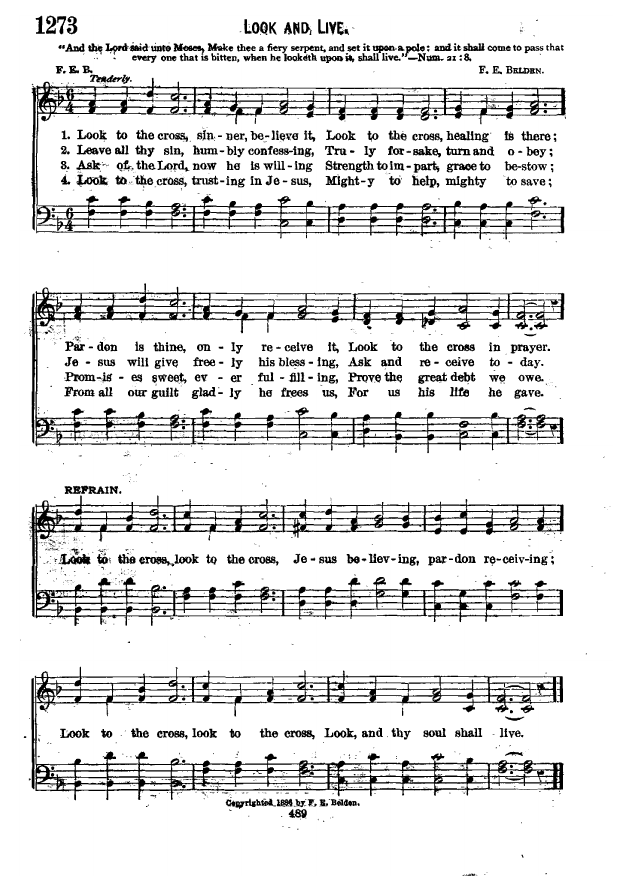 1273
LOOK AND LIVE.
"And the Lord said unto Moses, Make thee a fiery serpent, and set it upon a pole: and it shall come to pass that
every one that is bitten, when he looketh upon it, shall live."—Num. 21:8.
F. E. B.
F. E. BELDEN.
Tenderly.
1. Look to the cross, sin-ner, be-lieve it, Look to the cross, healing is there;
2. Leave all thy sin, hum-bly confess-ing, Tru-ly for-sake, turn and o-bey;
3. Ask of the Lord, now he is will-ing Strength to im-part, grace to be-stow;
4. Look to the cross, trust-ing in Je-sus, Might-y to help, mighty to save;
Par-don is thine, on-ly re-ceive it, Look to the cross in prayer.
Je-sus will give free-ly his bless-ing, Ask and re-ceive to-day.
Prom-is-es sweet, ev-er ful-fill-ing, Prove the great debt we owe.
From all our guilt glad-ly he frees us, For us his life he gave.
REFRAIN.
Look to the cross, look to the cross, Je-sus be-liev-ing, par-don re-ceiv-ing;
Look to the cross, look to the cross, Look, and thy soul shall live.
Copyrighted 1886 by F. E. Belden.
489